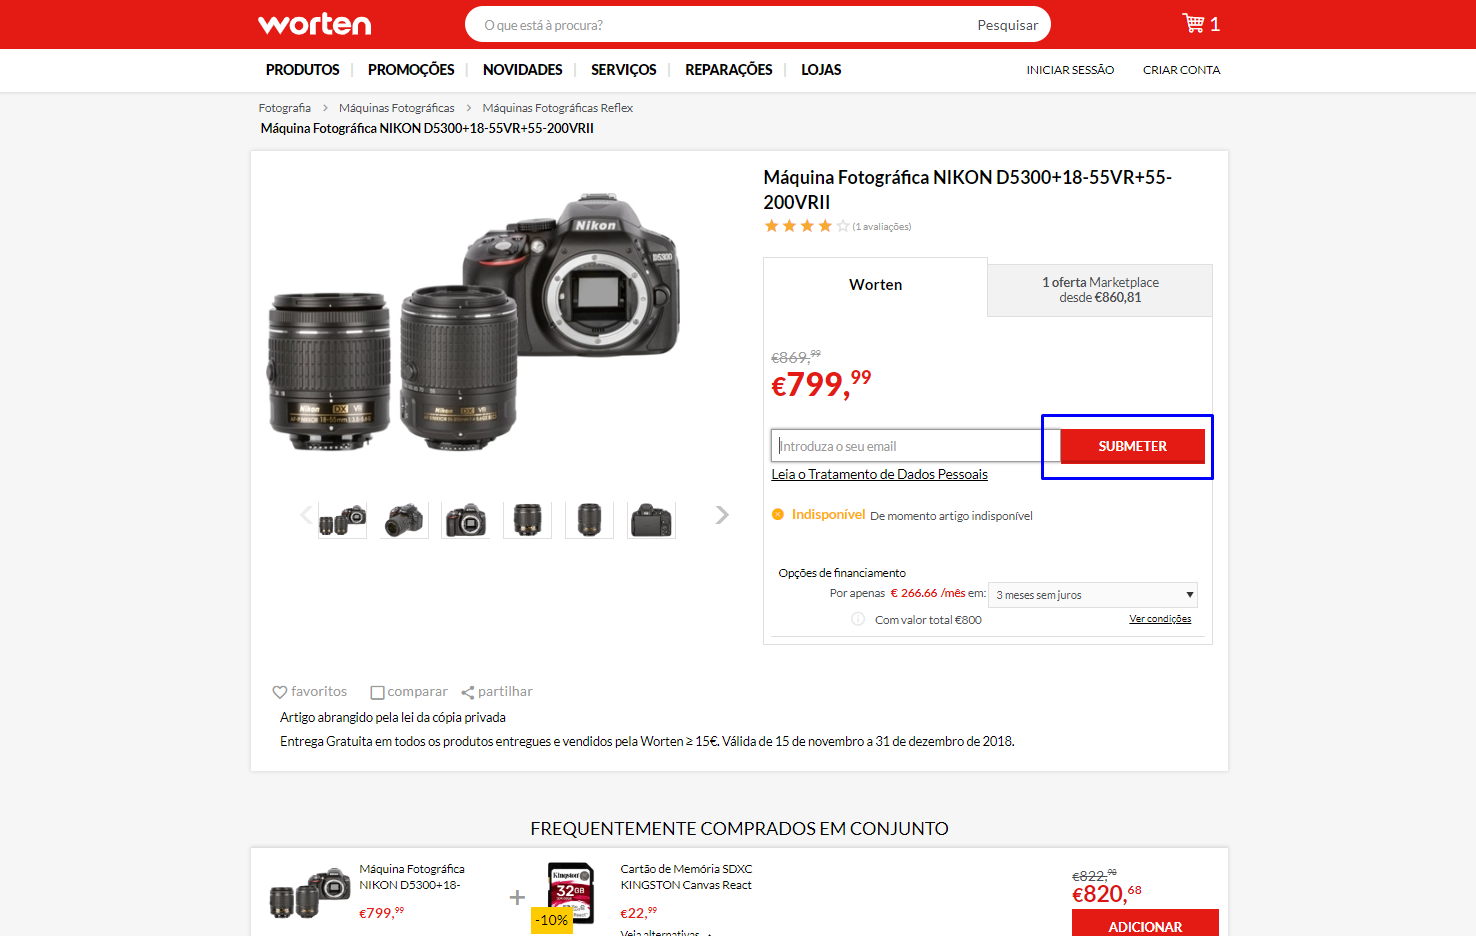 worten
O que está à procura?
Pesquisar
1
PRODUTOS
PROMOÇÕES
NOVIDADES
SERVIÇOS
REPARAÇÕES
LOJAS
INICIAR SESSÃO
CRIAR CONTA
Fotografia > Máquinas Fotográficas > Máquinas Fotográficas Reflex
Máquina Fotográfica NIKON D5300+18-55VR+55-200VRII
Nikon
D5300
Máquina Fotográfica NIKON D5300+18-55VR+55-
200VRII
(1 avaliações)
Worten
1 oferta Marketplace
desde €860,81
€869,99
€799,99
Introduza o seu email
SUBMETER
Leia o Tratamento de Dados Pessoais
Indisponível De momento artigo indisponível
Opções de financiamento
Por apenas € 266.66 /mês em:
3 meses sem juros
Com valor total €800
Ver condições
favoritos
comparar
partilhar
Artigo abrangido pela lei da cópia privada
Entrega Gratuita em todos os produtos entregues e vendidos pela Worten ≥ 15€. Válida de 15 de novembro a 31 de dezembro de 2018.
FREQUENTEMENTE COMPRADOS EM CONJUNTO
Máquina Fotográfica
NIKON D5300+18-
€799,99
+
Kingston
32GB
-10%
Cartão de Memória SDXC
KINGSTON Canvas React
€22,99
Veja alternativas
€822,98
€820,68
ADICIONAR